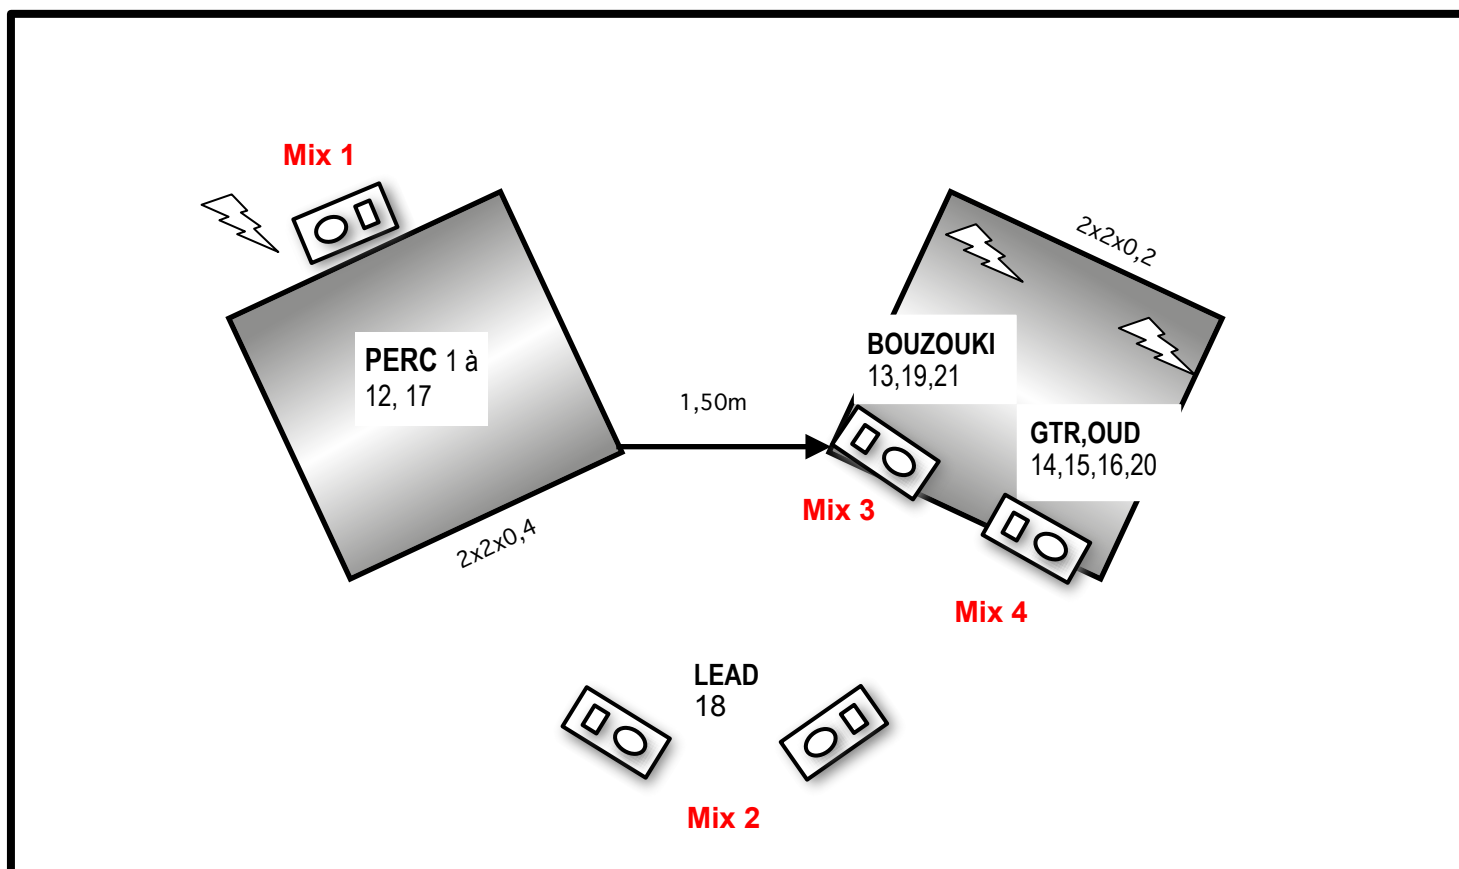 Mix 1
2x2x0,2
PERC 1 à
12, 17
1,50m
BOUZOUKI
13,19,21
GTR,OUD
14,15,16,20
2x2x0,4
Mix 3
Mix 4
LEAD
18
Mix 2